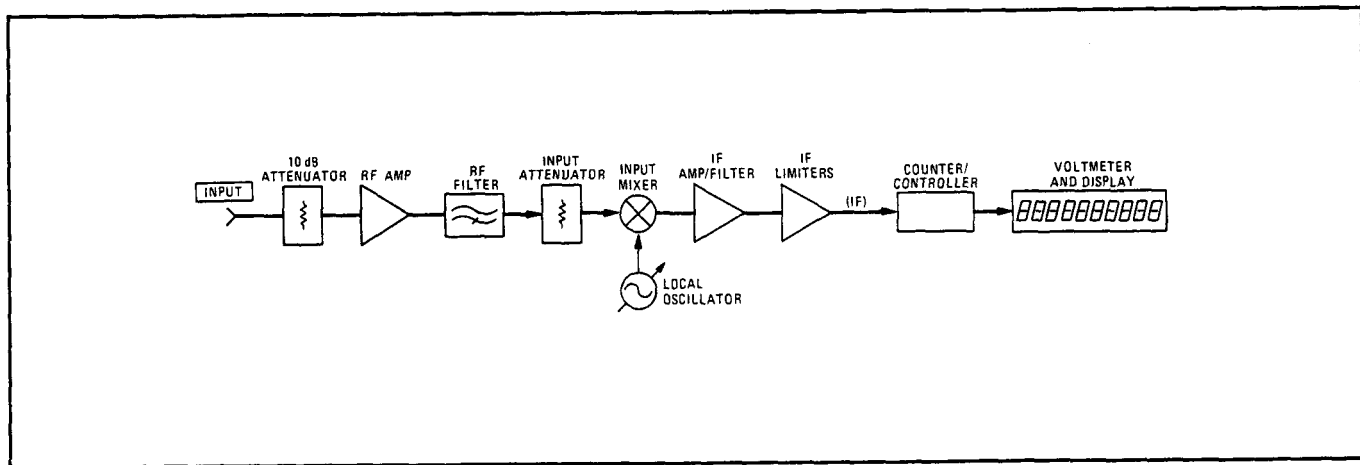 INPUT
10 dB
ATTENUATOR
RF AMP
RF
FILTER
INPUT
ATTENUATOR
INPUT
MIXER
LOCAL
OSCILLATOR
IF
AMP/FILTER
IF
LIMITERS
(IF)
COUNTER/
CONTROLLER
VOLTMETER
AND DISPLAY
8888888888